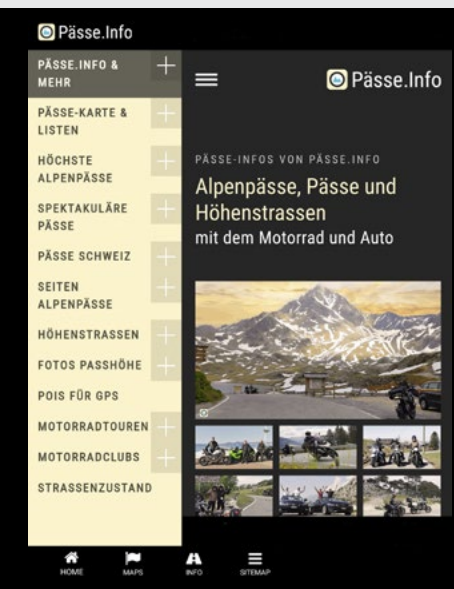 Pässe.Info
PÄSSE.INFO &
MEHR
PÄSSE-KARTE &
LISTEN
HÖCHSTE
ALPENPÄSSE
SPEKTAKULÄRE
PÄSSE
PÄSSE SCHWEIZ
SEITEN
ALPENPÄSSE
HÖHENSTRASSEN
FOTOS PASSHÖHE
POIS FÜR GPS
MOTORRADTOUREN
MOTORRADCLUBS
STRASSENZUSTAND
Pässe.Info
PÄSSE-INFOS VON PÄSSE.INFO
Alpenpässe, Pässe und
Höhenstrassen
mit dem Motorrad und Auto
HOME
MAPS
INFO
SITEMAP